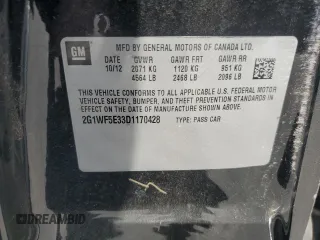 GM
MFD BY GENERAL MOTORS OF CANADA LTD.
DATE GVWR GAWR FRT GAWR RR
10/12 2071 KG 1120 KG 951 KG
4564 LB 2468 LB 2096 LB
THIS VEHICLE CONFORMS TO ALL APPLICABLE U.S. FEDERAL MOTOR
VEHICLE SAFETY, BUMPER, AND THEFT PREVENTION STANDARDS
IN EFFECT ON THE DATE OF MANUFACTURE SHOWN ABOVE.
2G1WF5E33D1170428 TYPE: PASS CAR
DREAMBID